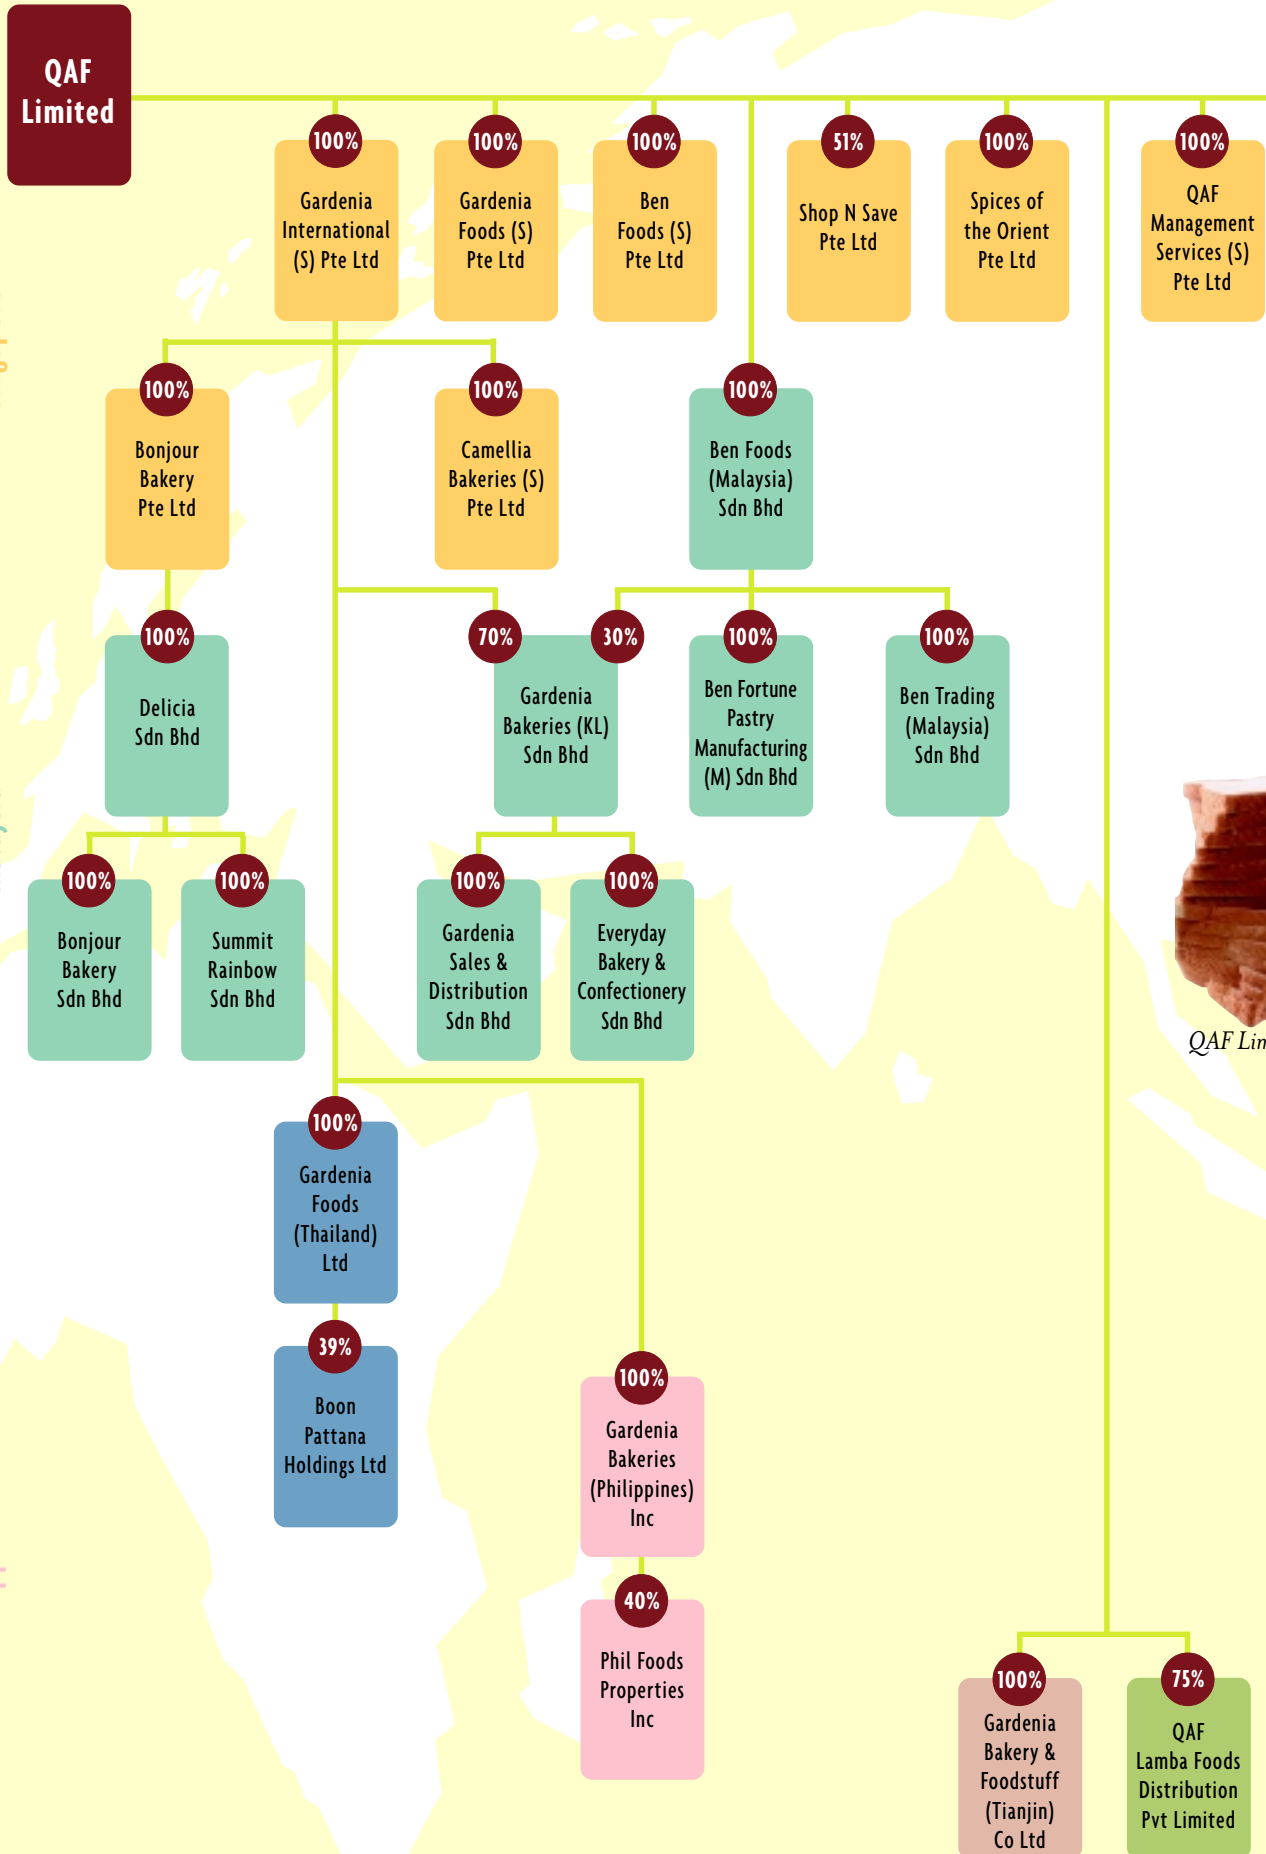 QAF
Limited
100%
Gardenia
International
(S) Pte Ltd
100%
Gardenia
Foods (S)
Pte Ltd
100%
Ben
Foods (S)
Pte Ltd
51%
Shop N Save
Pte Ltd
100%
Spices of
the Orient
Pte Ltd
100%
QAF
Management
Services (S)
Pte Ltd
100%
Bonjour
Bakery
Pte Ltd
100%
Camellia
Bakeries (S)
Pte Ltd
100%
Ben Foods
(Malaysia)
Sdn Bhd
100%
Delicia
Sdn Bhd
70%
30%
Gardenia
Bakeries (KL)
Sdn Bhd
100%
Ben Fortune
Pastry
Manufacturing
(M) Sdn Bhd
100%
Ben Trading
(Malaysia)
Sdn Bhd
100%
Bonjour
Bakery
Sdn Bhd
100%
Summit
Rainbow
Sdn Bhd
100%
Gardenia
Sales &
Distribution
Sdn Bhd
100%
Everyday
Bakery &
Confectionery
Sdn Bhd
QAF
100%
Gardenia
Foods
(Thailand)
Ltd
39%
Boon
Pattana
Holdings Ltd
100%
Gardenia
Bakeries
(Philippines)
Inc
40%
Phil Foods
Properties
Inc
100%
Gardenia
Bakery &
Foodstuff
(Tianjin)
Co Ltd
75%
QAF
Lamba Foods
Distribution
Pvt Limited